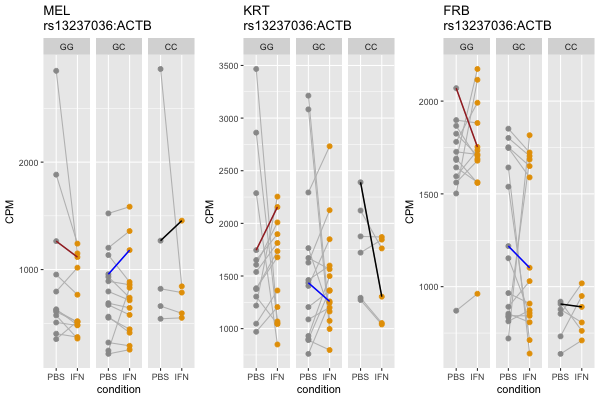 MEL
rs13237036:ACTB
GG GC CC
CPM
2000
1000
PBS IFN PBS IFN PBS IFN
condition
KRT
rs13237036:ACTB
GG GC CC
CPM
3500
3000
2500
2000
1500
1000
PBS IFN PBS IFN PBS IFN
condition
FRB
rs13237036:ACTB
GG GC CC
CPM
2000
1500
1000
PBS IFN PBS IFN PBS IFN
condition